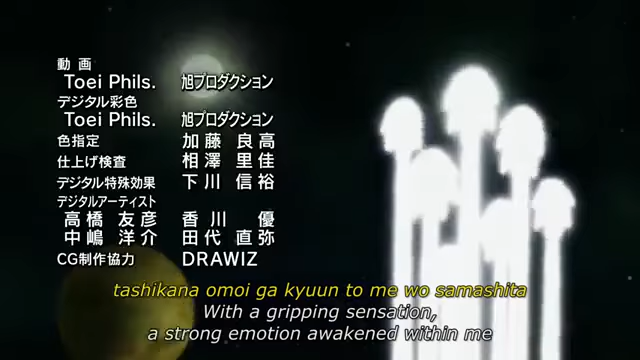 動 画
Toei Phils. 旭プロダクション
デジタル彩色
Toei Phils. 旭プロダクション
色指定 加藤 良高
仕上げ検査 相澤 里佳
デジタル特殊効果 下川 信裕
デジタルアーティスト
高橋 友彦 香川 優
中嶋 洋介 田代 直弥
CG制作協力 DRAWIZ
tashikana omoi ga kyuun to me wo samashita
With a gripping sensation,
a strong emotion awakened within me